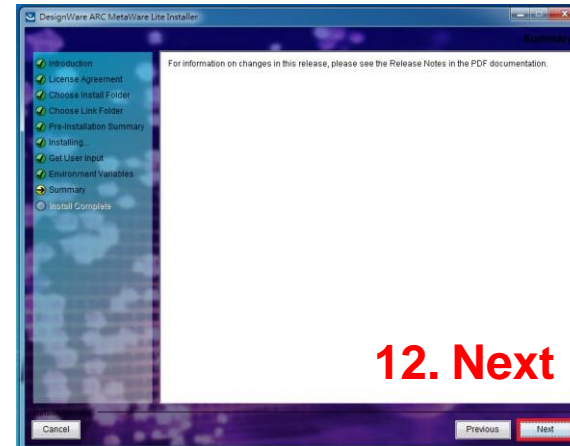 DesignWare ARC MetaWare Lite Installer
Summary
Introduction
License Agreement
Choose Install Folder
Choose Link Folder
Pre-Installation Summary
Installing...
Get User Input
Environment Variables
Summary
Install Complete
For information on changes in this release, please see the Release Notes in the PDF documentation.
12. Next
Cancel
Previous
Next